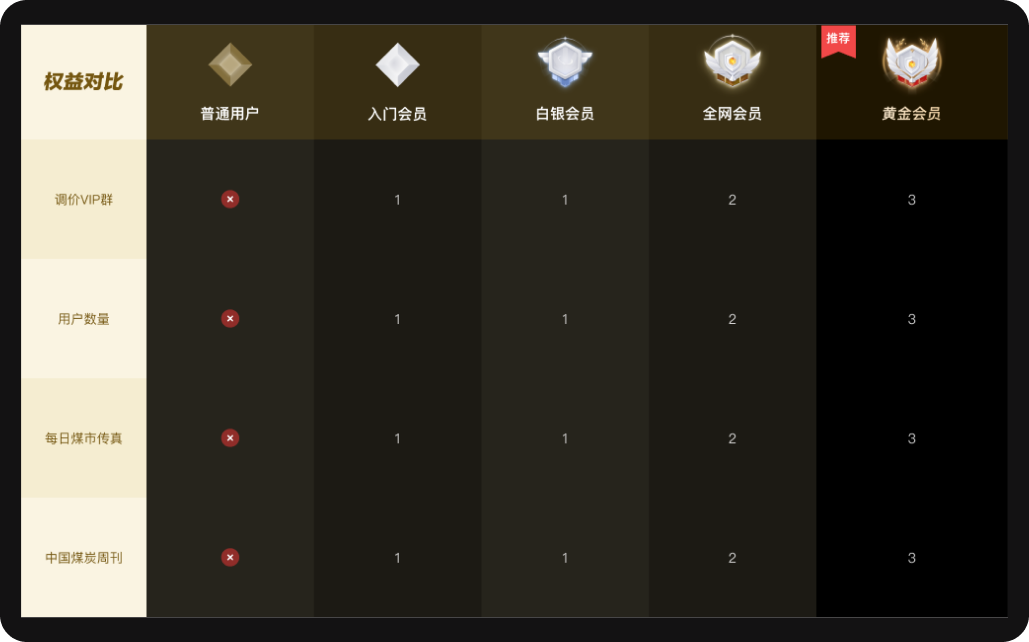 推荐
权益对比
普通用户 入门会员 白银会员 全网会员 黄金会员
调价VIP群 1 1 2 3
用户数量 1 1 2 3
每日煤市传真 1 1 2 3
中国煤炭周刊 1 1 2 3